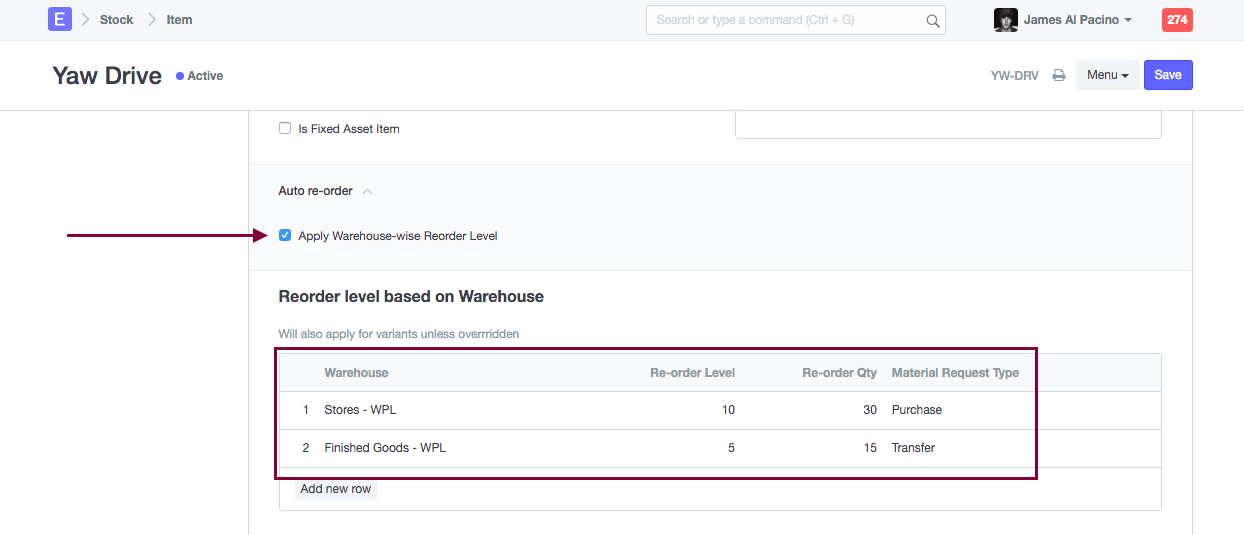 E Stock Item Search or type a command (Ctrl + G) James Al Pacino 274
Yaw Drive Active YW-DRV Menu Save
Is Fixed Asset Item
Auto re-order
Apply Warehouse-wise Reorder Level
Reorder level based on Warehouse
Will also apply for variants unless overrridden
Warehouse Re-order Level Re-order Qty Material Request Type
1 Stores - WPL 10 30 Purchase
2 Finished Goods - WPL 5 15 Transfer
Add new row